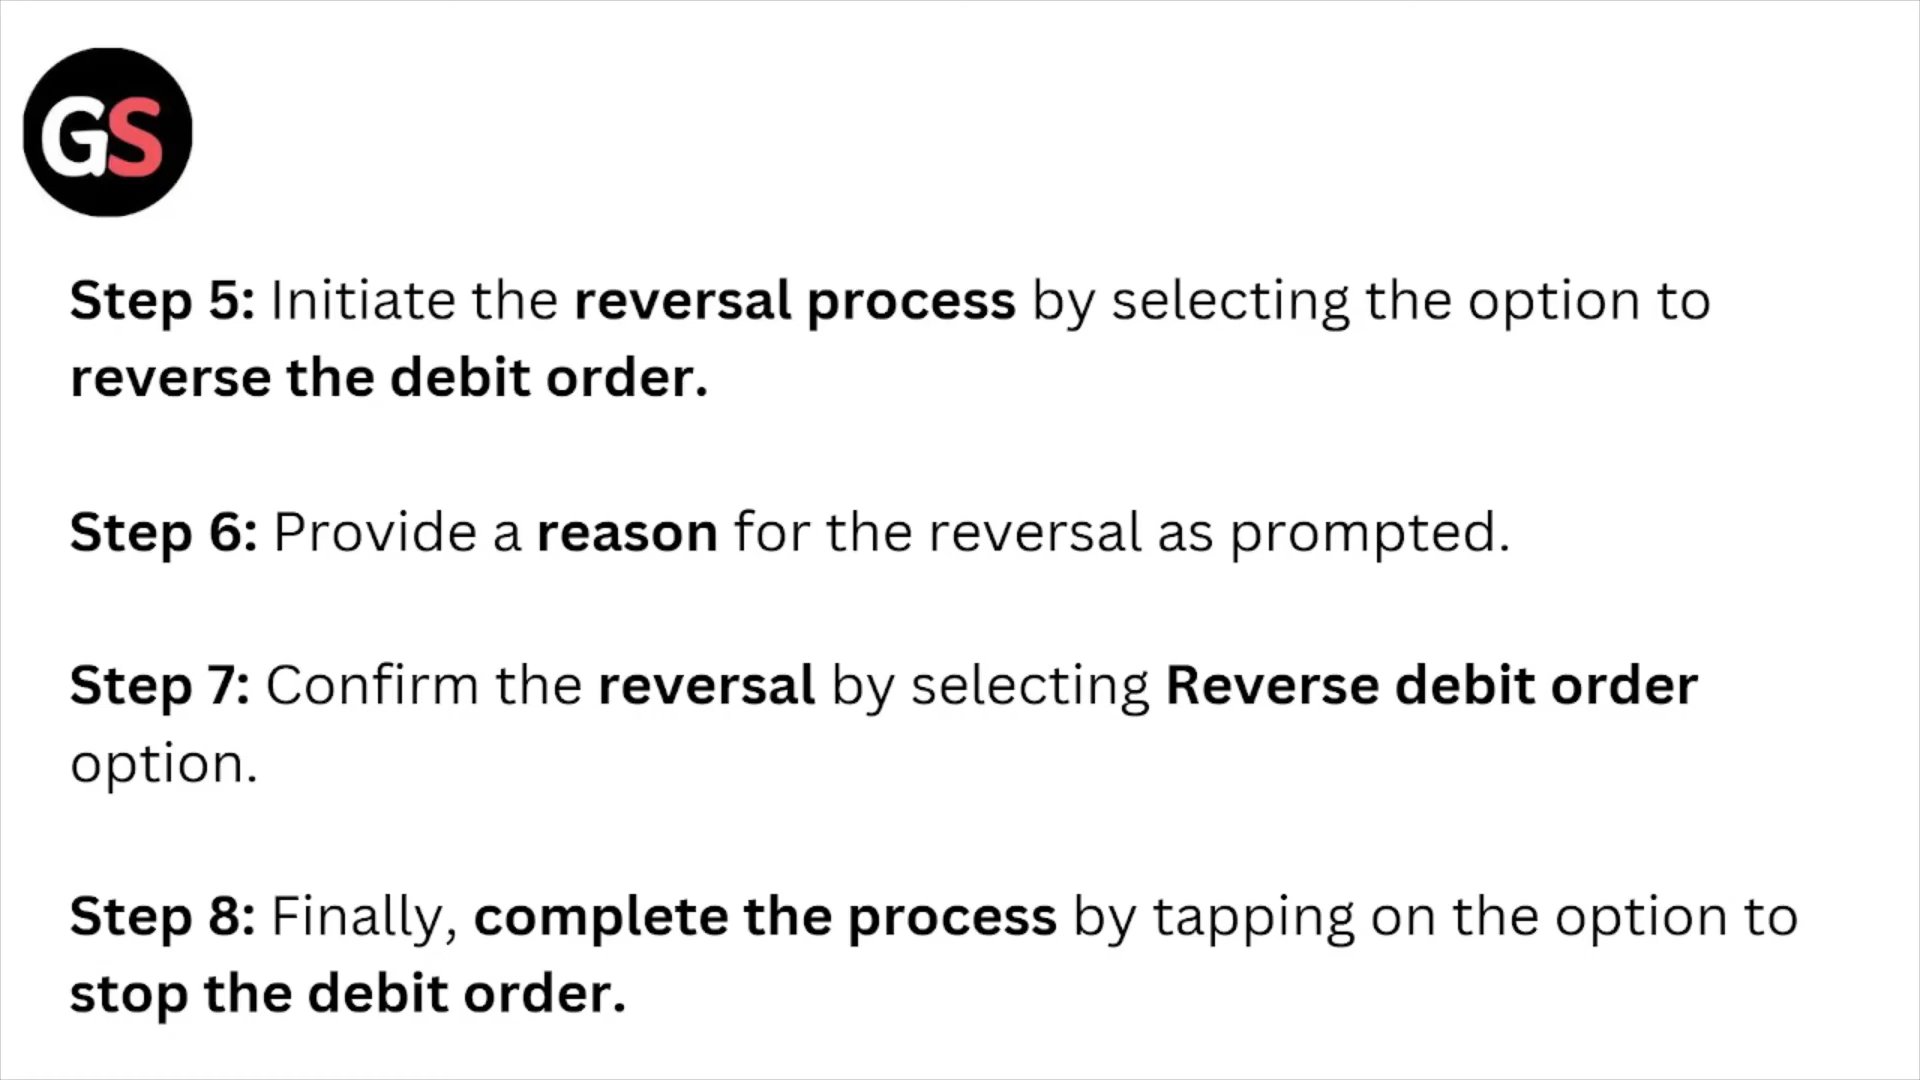 GS
Step 5: Initiate the reversal process by selecting the option to
reverse the debit order.
Step 6: Provide a reason for the reversal as prompted.
Step 7: Confirm the reversal by selecting Reverse debit order
option.
Step 8: Finally, complete the process by tapping on the option to
stop the debit order.